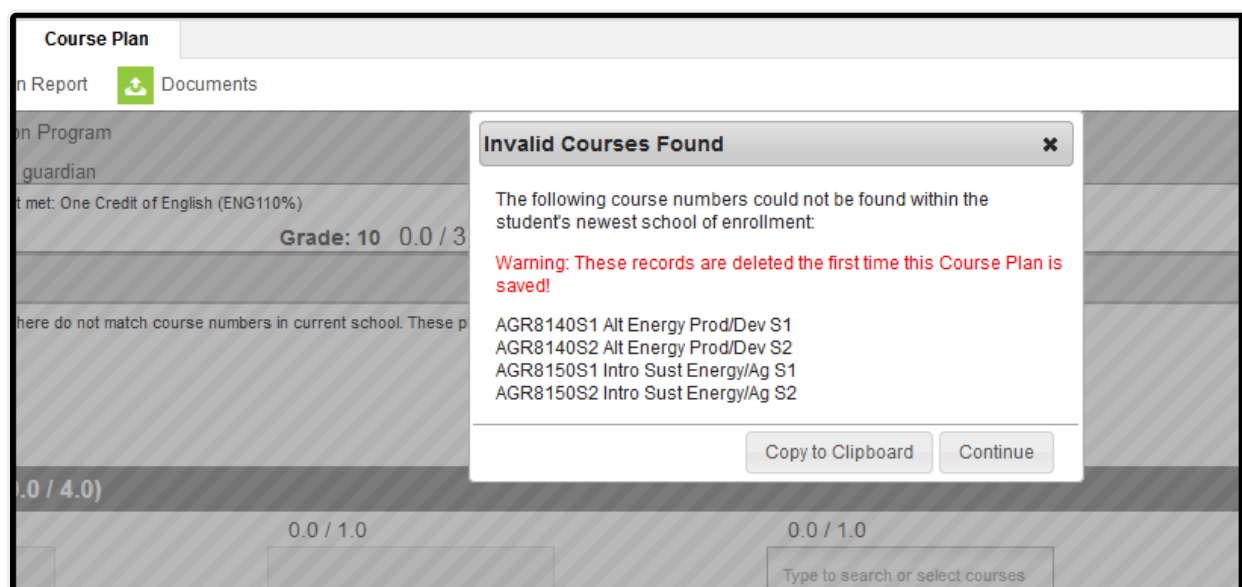 Course Plan
n Report
Documents
on Program
guardian
t met: One Credit of English (ENG110%)
Grade: 10 0.0 / 3
here do not match course numbers in current school. These p
Invalid Courses Found
The following course numbers could not be found within the
student's newest school of enrollment:
Warning: These records are deleted the first time this Course Plan is
saved!
AGR8140S1 Alt Energy Prod/Dev S1
AGR8140S2 Alt Energy Prod/Dev S2
AGR8150S1 Intro Sust Energy/Ag S1
AGR8150S2 Intro Sust Energy/Ag S2
Copy to Clipboard
Continue
.0 / 4.0)
0.0 / 1.0
0.0 / 1.0
Type to search or select courses